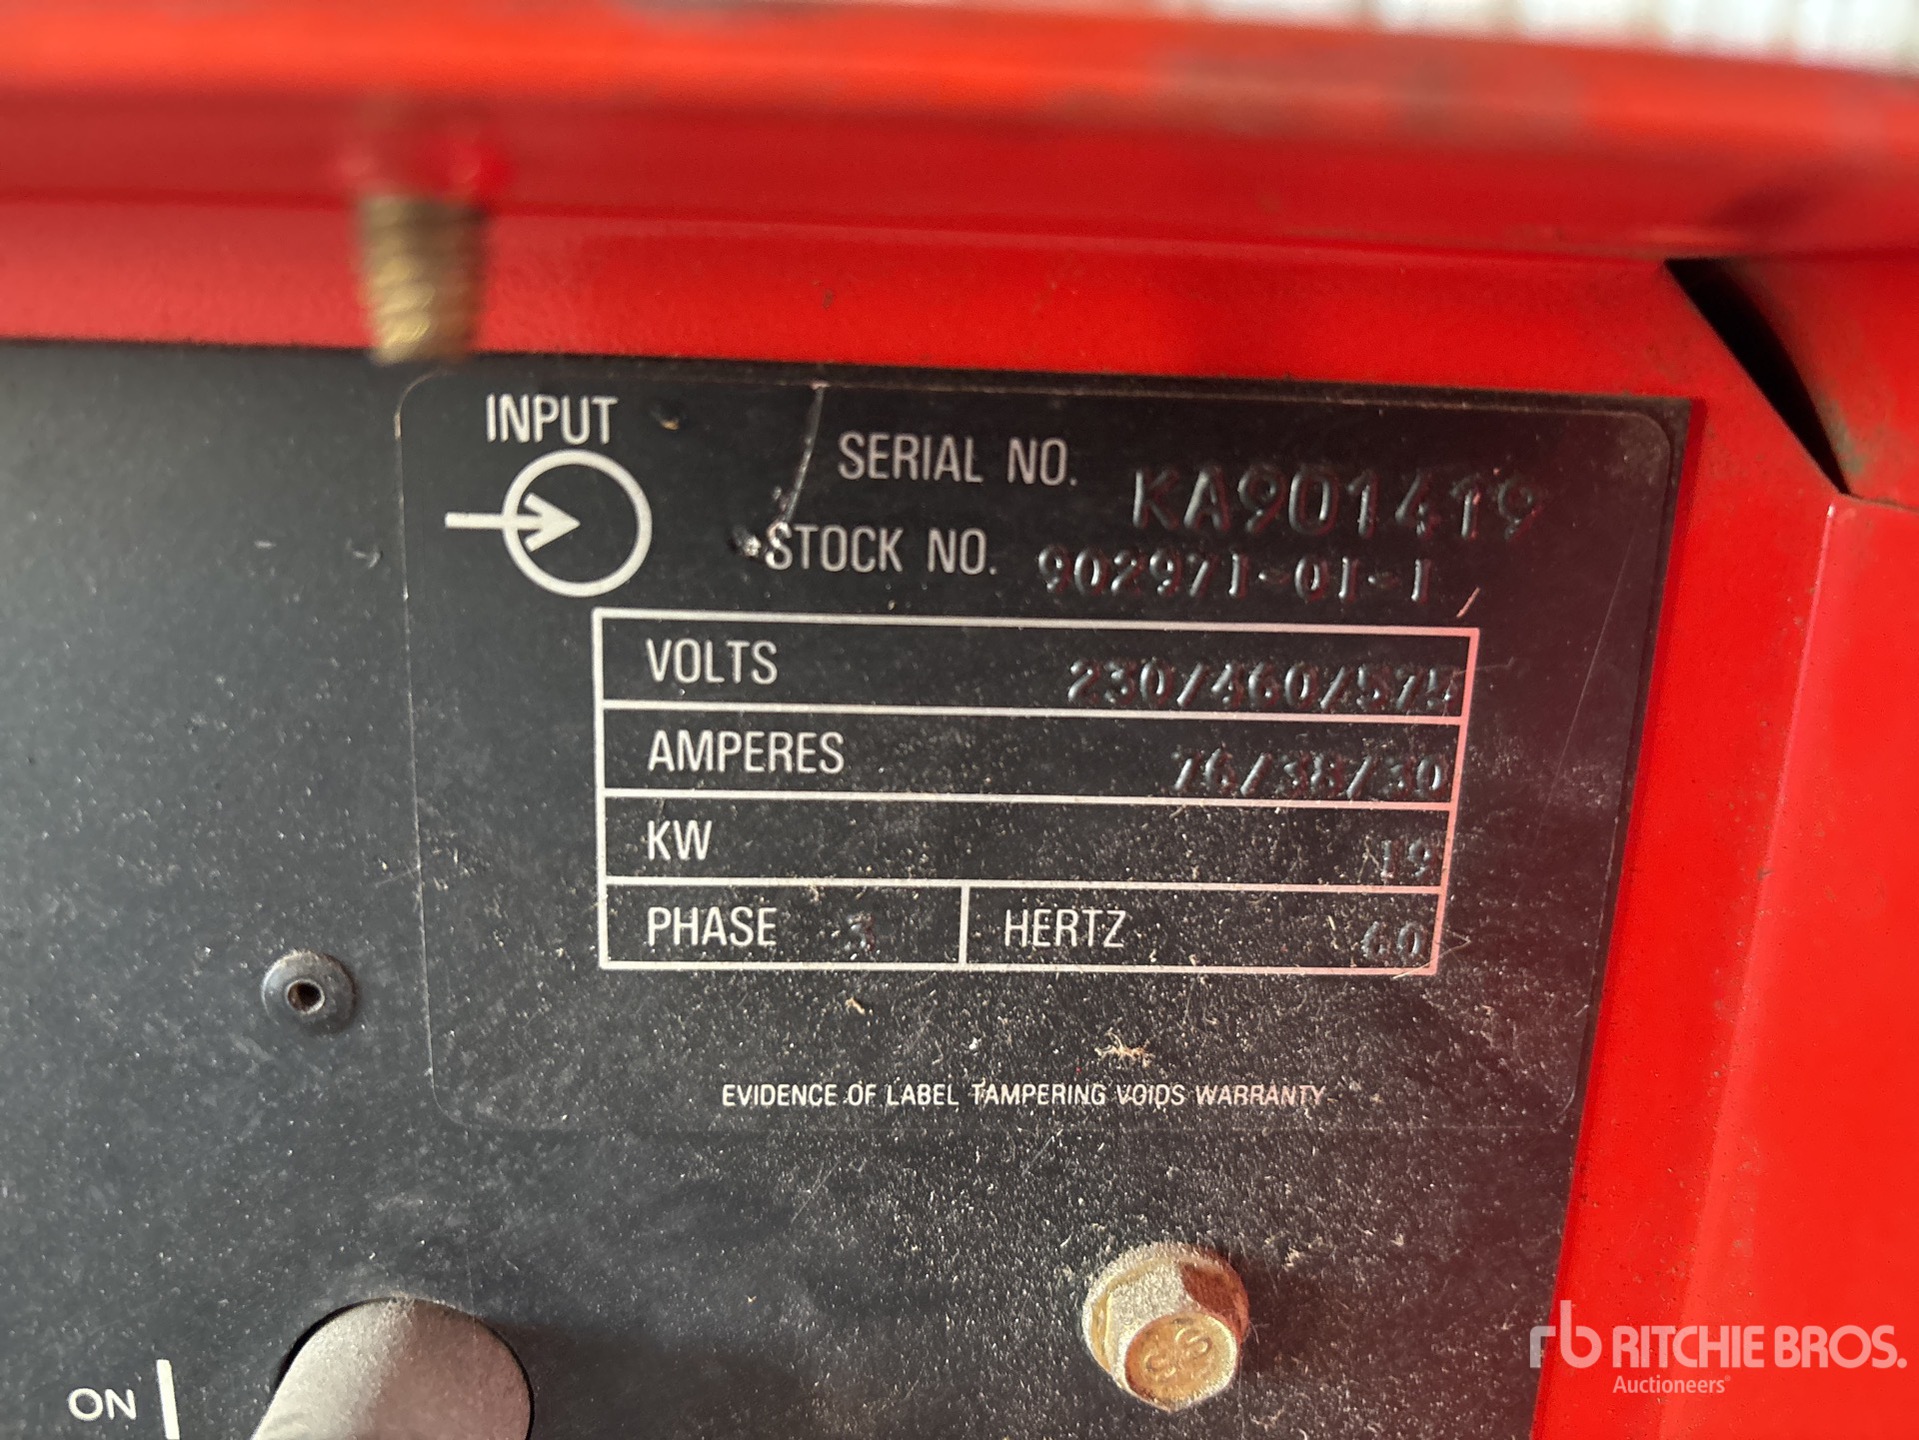 INPUT
SERIAL NO. KA901419
STOCK NO. 902971-01-1
VOLTS 230/460/575
AMPERES 76/38/30
KW 19
PHASE 3 HERTZ 60
EVIDENCE OF LABEL TAMPERING VOIDS WARRANTY
ON
rb RITCHIE BROS.
Auctioneers